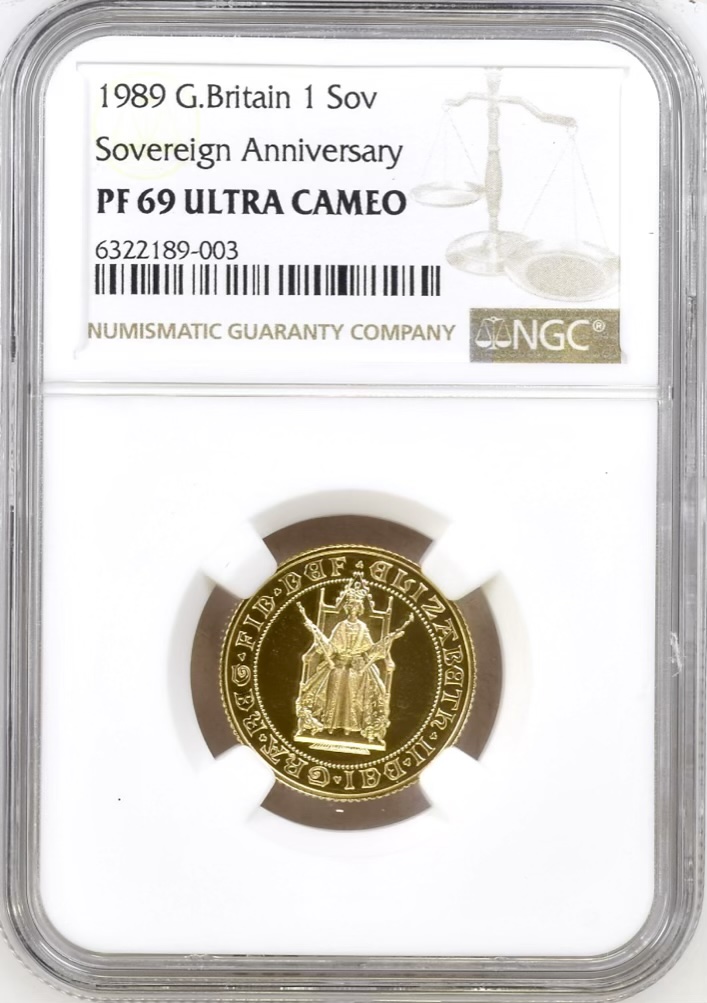 1989 G.Britain 1 Sov
Sovereign Anniversary
PF 69 ULTRA CAMEO
6322189-003
NUMISMATIC GUARANTY COMPANY
NGC®
ELIZABETH·II·DEI·GRA·REG·FID·DEF